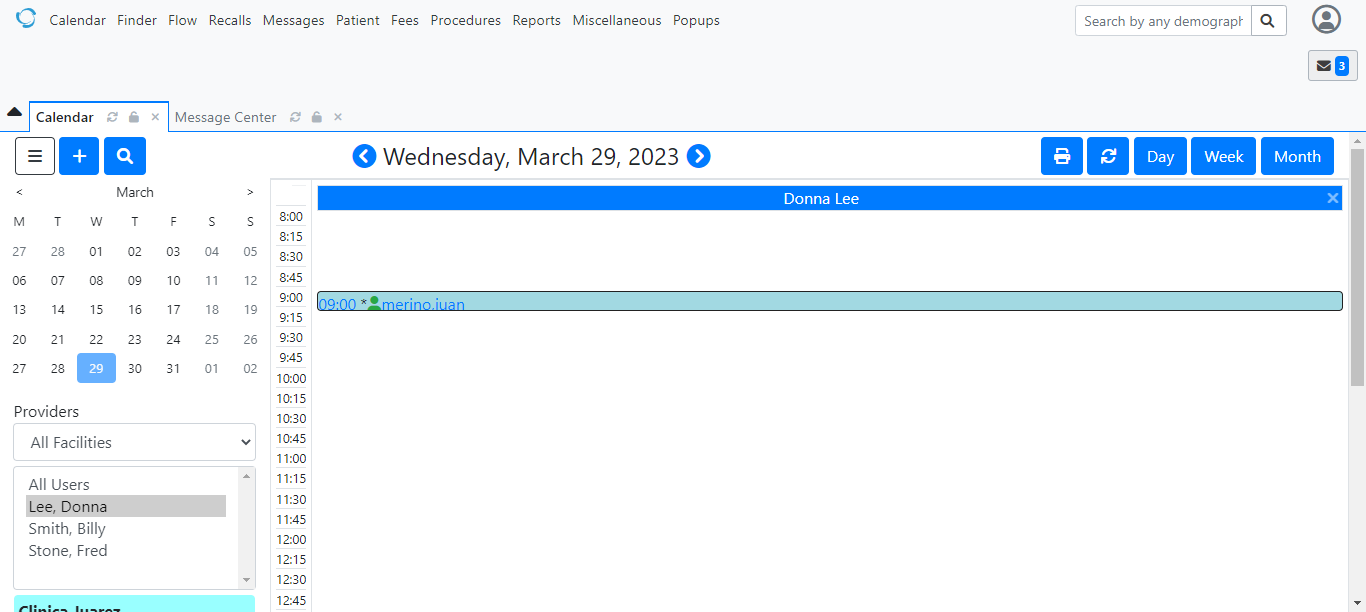 Calendar Finder Flow Recalls Messages Patient Fees Procedures Reports Miscellaneous Popups
Search by any demograph
3
Calendar Message Center
Wednesday, March 29, 2023
Day Week Month
< March >
M T W T F S S
27 28 01 02 03 04 05
06 07 08 09 10 11 12
13 14 15 16 17 18 19
20 21 22 23 24 25 26
27 28 29 30 31 01 02
Providers
All Facilities
All Users
Lee, Donna
Smith, Billy
Stone, Fred
Clinica Juarez
Donna Lee
8:00
8:15
8:30
8:45
9:00
09:00 * merino,juan
9:15
9:30
9:45
10:00
10:15
10:30
10:45
11:00
11:15
11:30
11:45
12:00
12:15
12:30
12:45